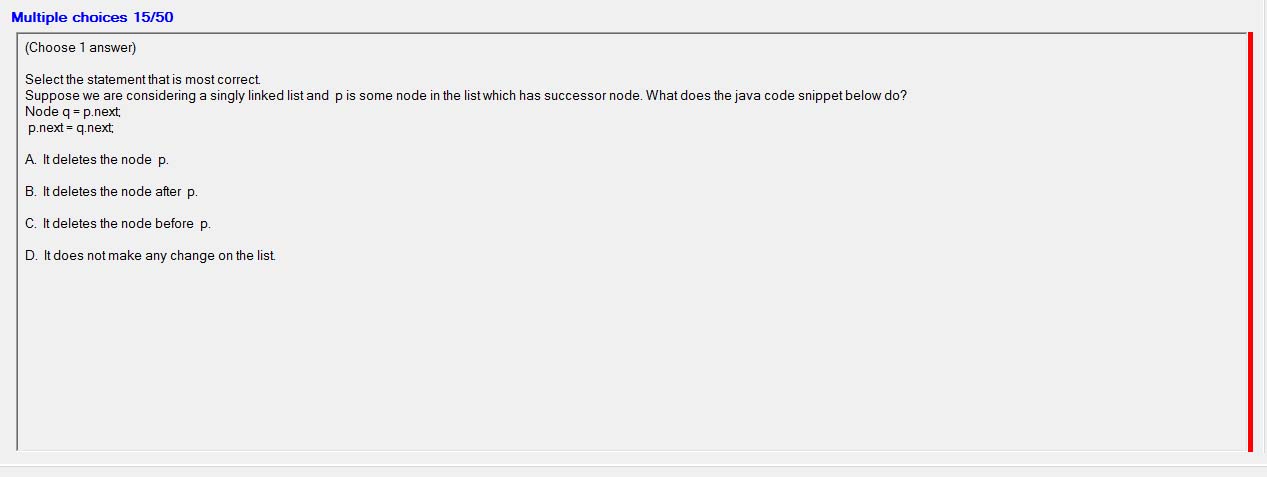 Multiple choices 15/50
(Choose 1 answer)
Select the statement that is most correct.
Suppose we are considering a singly linked list and p is some node in the list which has successor node. What does the java code snippet below do?
Node q = p.next;
p.next = q.next;
A. It deletes the node p.
B. It deletes the node after p.
C. It deletes the node before p.
D. It does not make any change on the list.